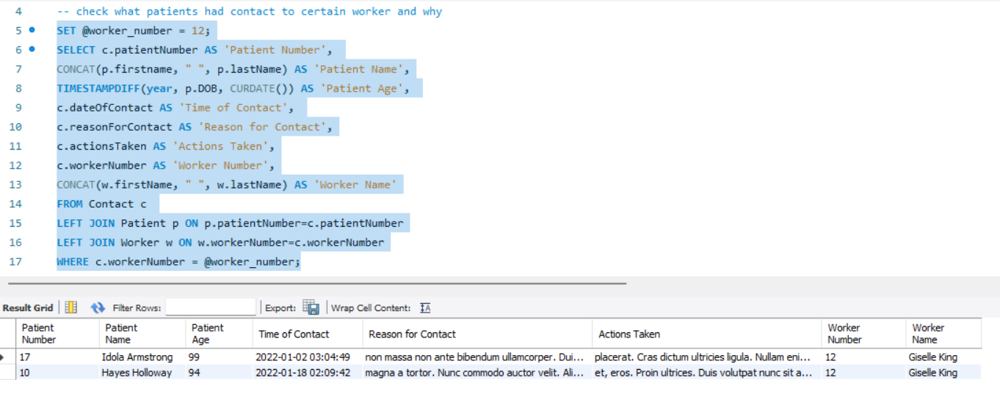 4 -- check what patients had contact to certain worker and why
5 SET @worker_number = 12;
6 SELECT c.patientNumber AS 'Patient Number',
7 CONCAT(p.firstname, " ", p.lastName) AS 'Patient Name',
8 TIMESTAMPDIFF(year, p.DOB, CURDATE()) AS 'Patient Age',
9 c.dateOfContact AS 'Time of Contact',
10 c.reasonForContact AS 'Reason for Contact',
11 c.actionsTaken AS 'Actions Taken',
12 c.workerNumber AS 'Worker Number',
13 CONCAT(w.firstName, " ", w.lastName) AS 'Worker Name'
14 FROM Contact c
15 LEFT JOIN Patient p ON p.patientNumber=c.patientNumber
16 LEFT JOIN Worker w ON w.workerNumber=c.workerNumber
17 WHERE c.workerNumber = @worker_number;
Result Grid Filter Rows: Export: Wrap Cell Content: IA
Patient Number Patient Name Patient Age Time of Contact Reason for Contact Actions Taken Worker Number Worker Name
17 Idola Armstrong 99 2022-01-02 03:04:49 non massa non ante bibendum ullamcorper. Dui... placerat. Cras dictum ultricies ligula. Nullam eni... 12 Giselle King
10 Hayes Holloway 94 2022-01-18 02:09:42 magna a tortor. Nunc commodo auctor velit. Ali... et, eros. Proin ultrices. Duis volutpat nunc sit a... 12 Giselle King